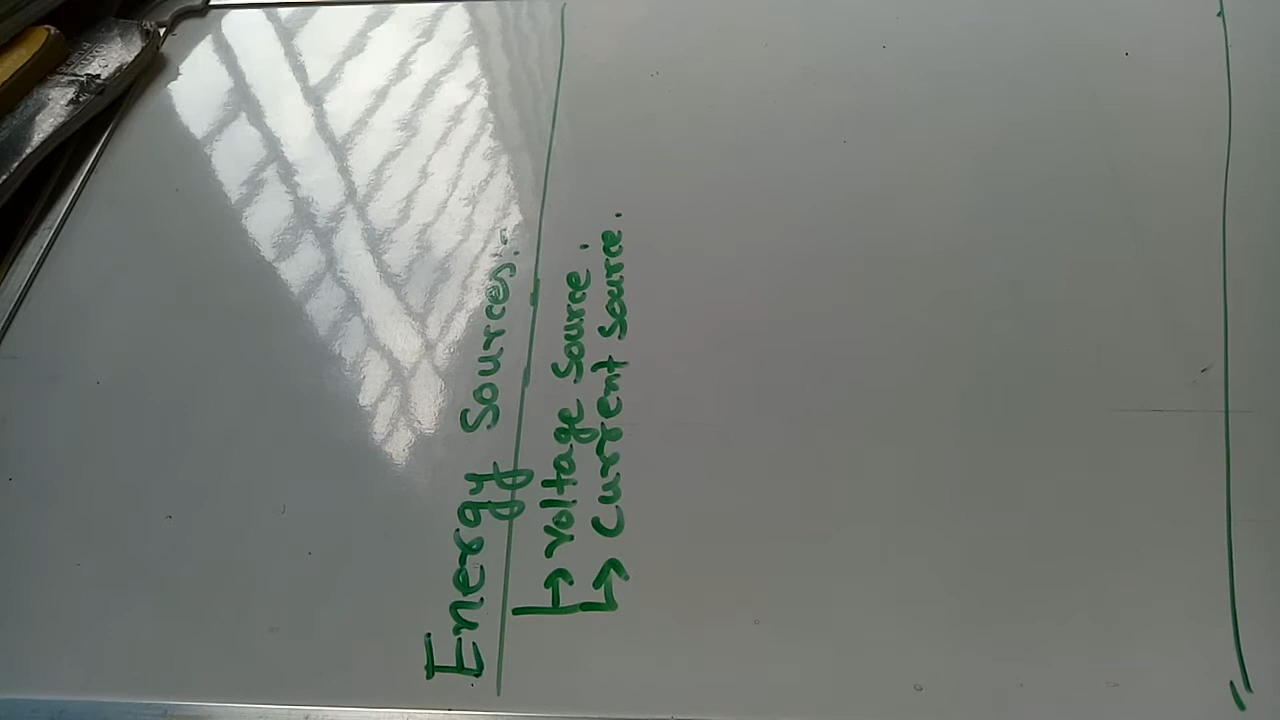 Energy Sources:-
↳ Voltage Source.
↳ Current Source.